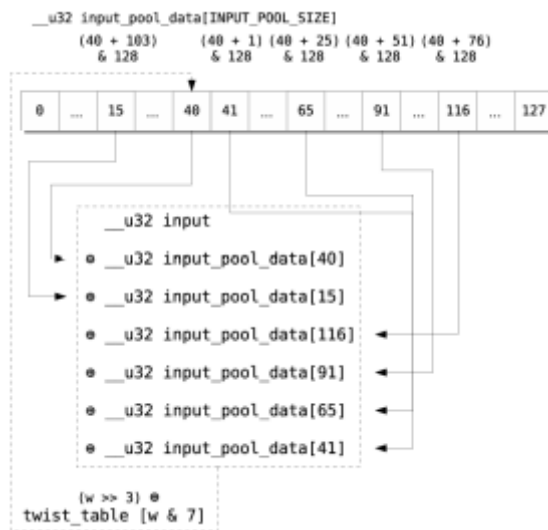 __u32 input_pool_data[INPUT_POOL_SIZE]
(40 + 103) (40 + 1) (40 + 25) (40 + 51) (40 + 76)
& 128 & 128 & 128 & 128 & 128
0 ... 15 ... 40 41 ... 65 ... 91 ... 116 ... 127
__u32 input
⊕ __u32 input_pool_data[40]
⊕ __u32 input_pool_data[15]
⊕ __u32 input_pool_data[116]
⊕ __u32 input_pool_data[91]
⊕ __u32 input_pool_data[65]
⊕ __u32 input_pool_data[41]
(w >> 3) ⊕
twist_table [w & 7]